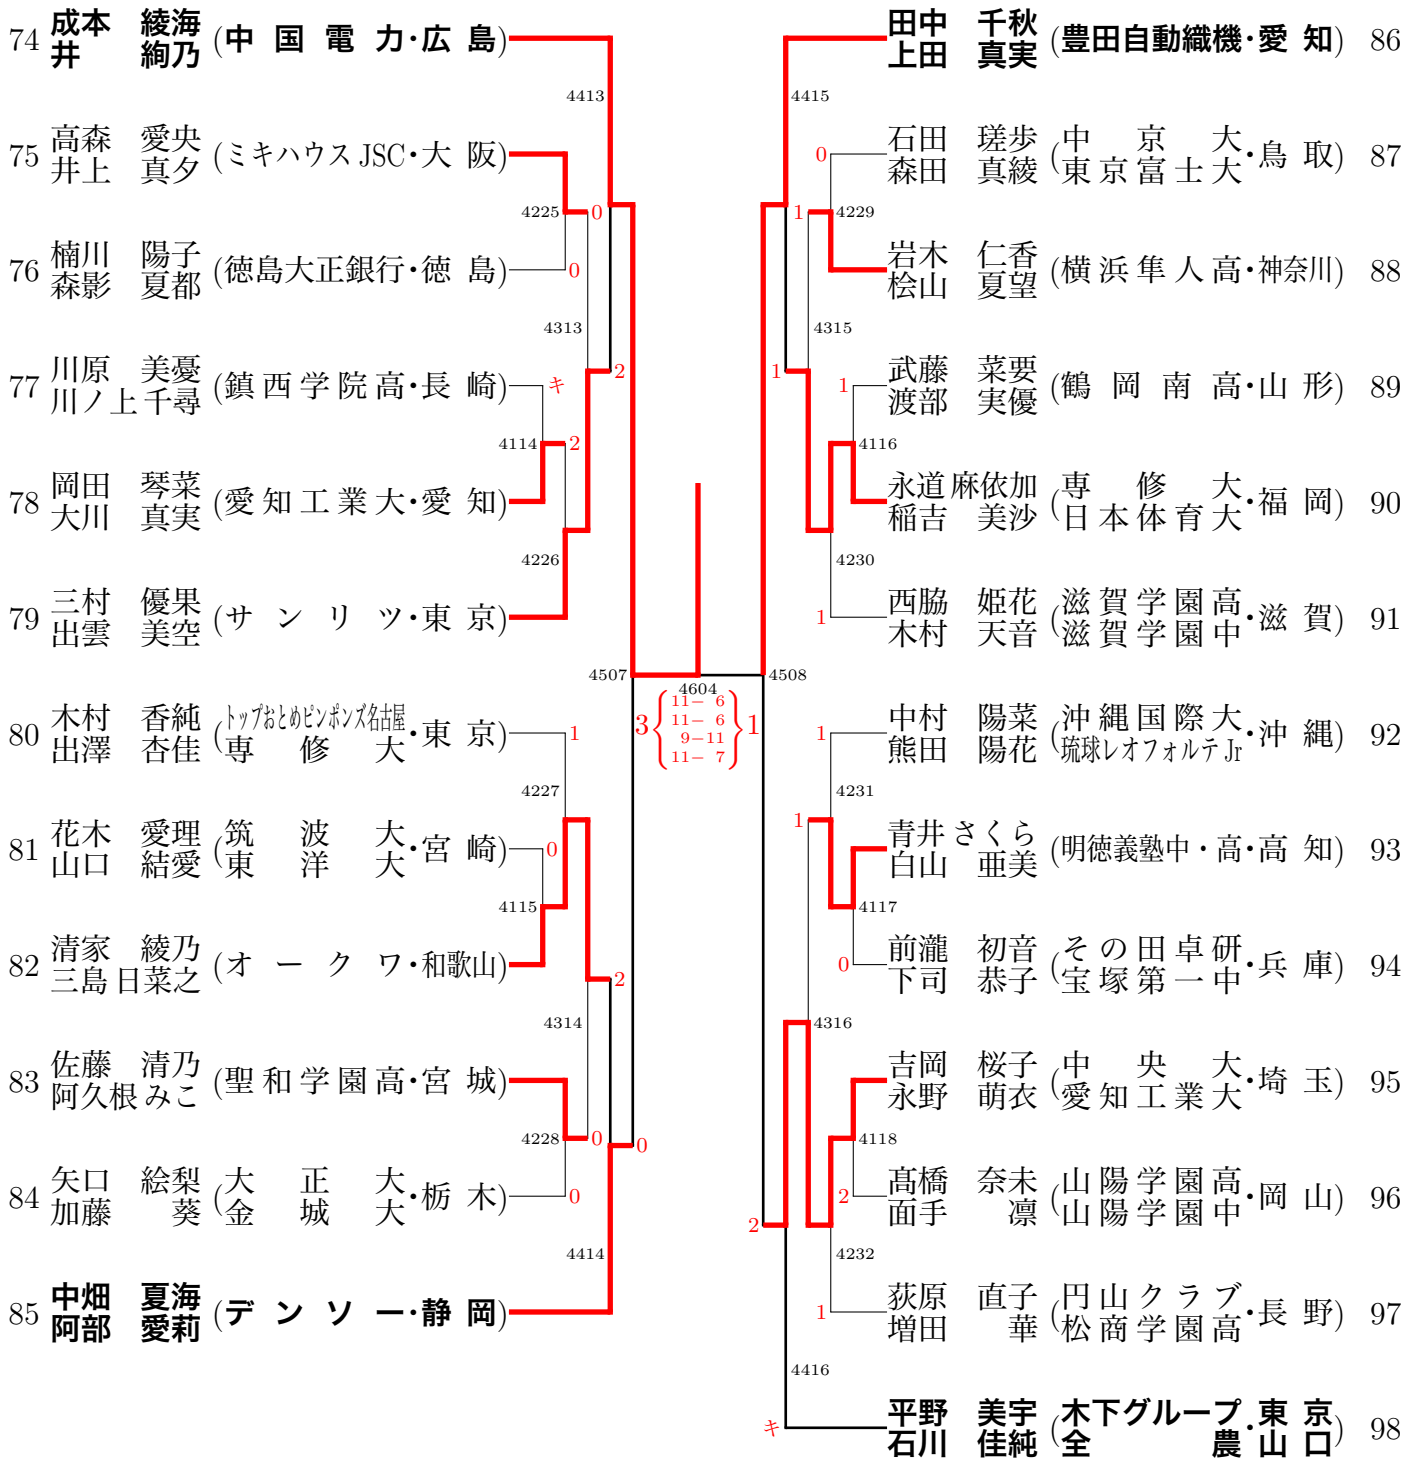 74 成本 綾海 井 絢乃 (中国電力・広島)
4413
75 高森 愛央 井上 真夕 (ミキハウスJSC・大阪)
4225 0
76 楠川 陽子 森影 夏都 (徳島大正銀行・徳島) 0
4313
77 川原 美憂 川ノ上千尋 (鎮西学院高・長崎) キ 2
4114 2
78 岡田 琴菜 大川 真実 (愛知工業大・愛知)
4226
79 三村 優果 出雲 美空 (サンリツ・東京)
4507
80 木村 香純 出澤 杏佳 (トップおとめピンポンズ名古屋 専修大・東京) 1
4227
81 花木 愛理 山口 結愛 (筑波大 東洋大・宮崎) 0
4115
82 清家 綾乃 三島日菜之 (オークワ・和歌山) 2
4314
83 佐藤 清乃 阿久根みこ (聖和学園高・宮城)
4228 0 0
84 矢口 絵梨 加藤 葵 (大正大 金城大・栃木) 0
4414
85 中畑 夏海 阿部 愛莉 (デンソー・静岡)
4604
3 { 11− 6
11− 6
9−11
11− 7 } 1
田中 千秋 上田 真実 (豊田自動織機・愛知) 86
4415
0 石田 瑳歩 森田 真綾 (中京大 東京富士大・鳥取) 87
1 4229
岩木 仁香 桧山 夏望 (横浜隼人高・神奈川) 88
4315
1 1 武藤 菜要 渡部 実優 (鶴岡南高・山形) 89
4116
永道麻依加 稲吉 美沙 (専修大 日本体育大・福岡) 90
4230
1 西脇 姫花 木村 天音 (滋賀学園高 滋賀学園中・滋賀) 91
4508
1 中村 陽菜 熊田 陽花 (沖縄国際大 琉球レオフォルテJr・沖縄) 92
4231
1 青井さくら 白山 亜美 (明徳義塾中・高・高知) 93
4117
0 前瀧 初音 下司 恭子 (その田卓研 宝塚第一中・兵庫) 94
4316
吉岡 桜子 永野 萌衣 (中央大 愛知工業大・埼玉) 95
4118
2 2 髙橋 奈未 面手 凛 (山陽学園高 山陽学園中・岡山) 96
4232
1 荻原 直子 増田 華 (円山クラブ 松商学園高・長野) 97
4416
キ 平野 美宇 石川 佳純 (木下グループ 全農・東京 山口) 98